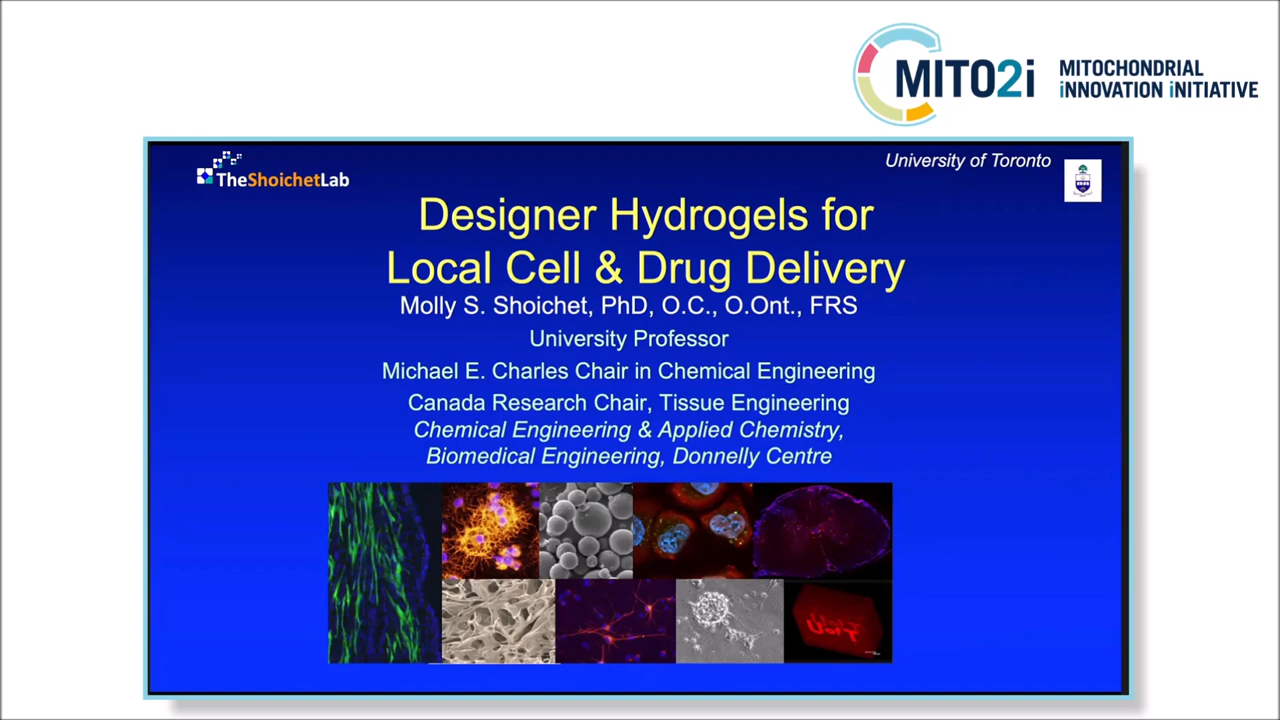 MITO2i
MITOCHONDRIAL
iNNOVATION iNITIATIVE
TheShoichetLab
University of Toronto
Designer Hydrogels for
Local Cell & Drug Delivery
Molly S. Shoichet, PhD, O.C., O.Ont., FRS
University Professor
Michael E. Charles Chair in Chemical Engineering
Canada Research Chair, Tissue Engineering
Chemical Engineering & Applied Chemistry,
Biomedical Engineering, Donnelly Centre